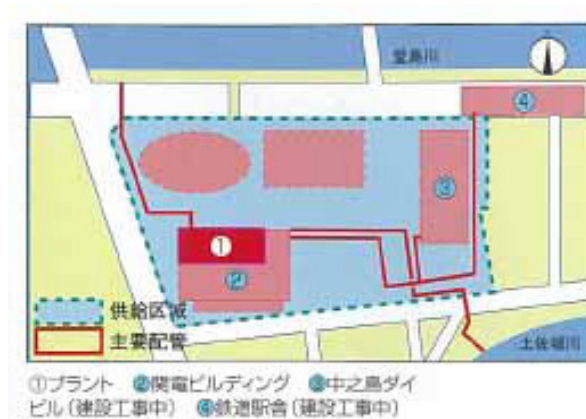 堂島川
④
③
①
②
供給区域
主要配管
土佐堀川
①プラント ②関電ビルディング ③中之島ダイ
ビル（建設工事中） ④鉄道駅舎（建設工事中）